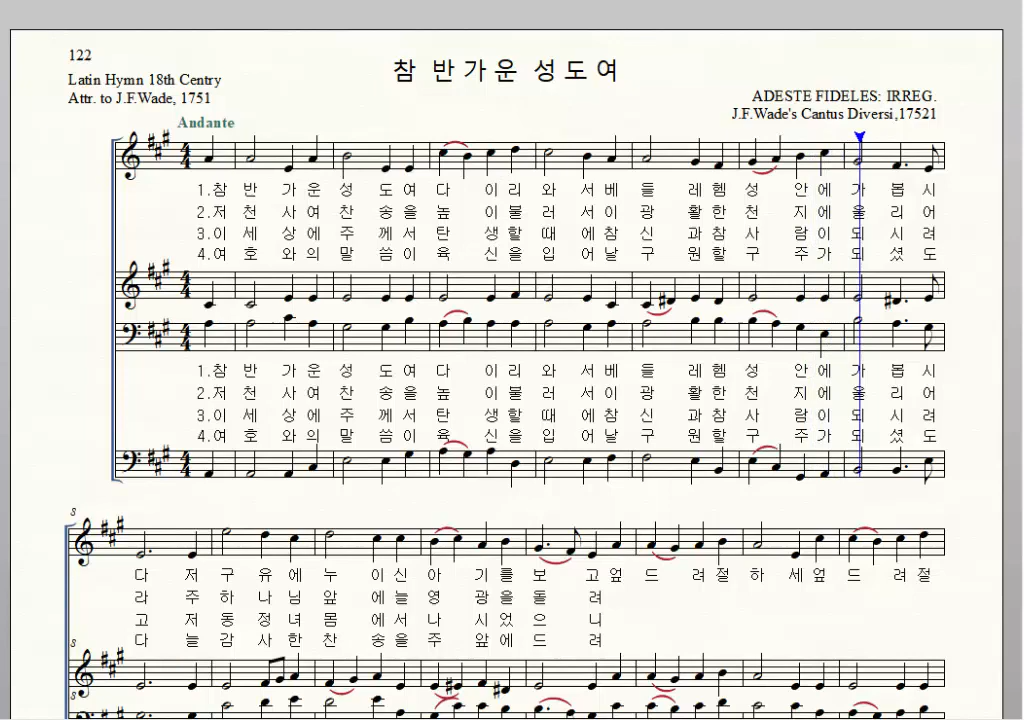 122
참 반가운 성도여
Latin Hymn 18th Centry
Attr. to J.F.Wade, 1751
ADESTE FIDELES: IRREG.
J.F.Wade's Cantus Diversi,17521
Andante
1.참 반 가 운 성 도 여 다 이 리 와 서 베 들 레 헴 성 안 에 가 봅 시
2.저 천 사 여 찬 송 을 높 이 불 러 서 이 광 활 한 천 지 에 울 리 어
3.이 세 상 에 주 께 서 탄 생 할 때 에 참 신 과 참 사 람 이 되 시 려
4.여 호 와 의 말 씀 이 육 신 을 입 어 날 구 원 할 구 주 가 되 셨 도
1.참 반 가 운 성 도 여 다 이 리 와 서 베 들 레 헴 성 안 에 가 봅 시
2.저 천 사 여 찬 송 을 높 이 불 러 서 이 광 활 한 천 지 에 울 리 어
3.이 세 상 에 주 께 서 탄 생 할 때 에 참 신 과 참 사 람 이 되 시 려
4.여 호 와 의 말 씀 이 육 신 을 입 어 날 구 원 할 구 주 가 되 셨 도
다 저 구 유 에 누 이 신 아 기 를 보 고 엎 드 려 절 하 세 엎 드 려 절
라 주 하 나 님 앞 에 늘 영 광 을 돌 려
고 저 동 정 녀 몸 에 서 나 시 었 으 니
다 늘 감 사 한 찬 송 을 주 앞 에 드 려